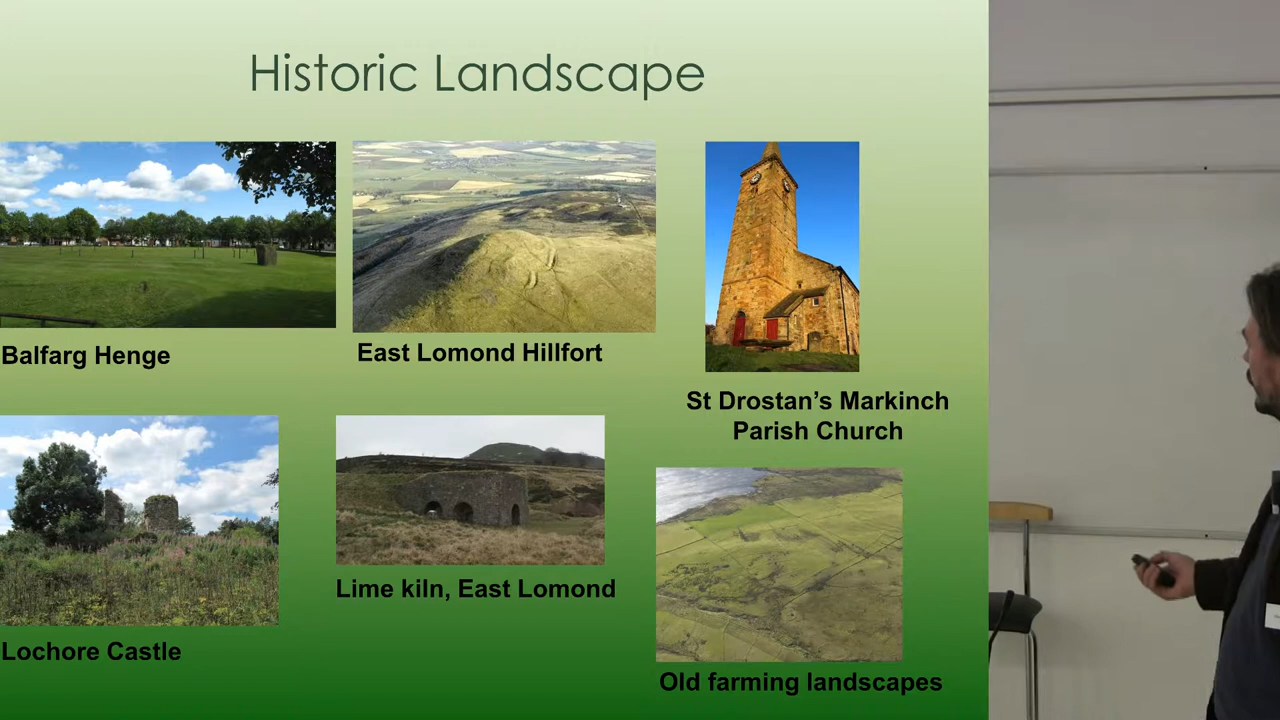 Historic Landscape
Balfarg Henge
East Lomond Hillfort
St Drostan's Markinch
Parish Church
Lochore Castle
Lime kiln, East Lomond
Old farming landscapes